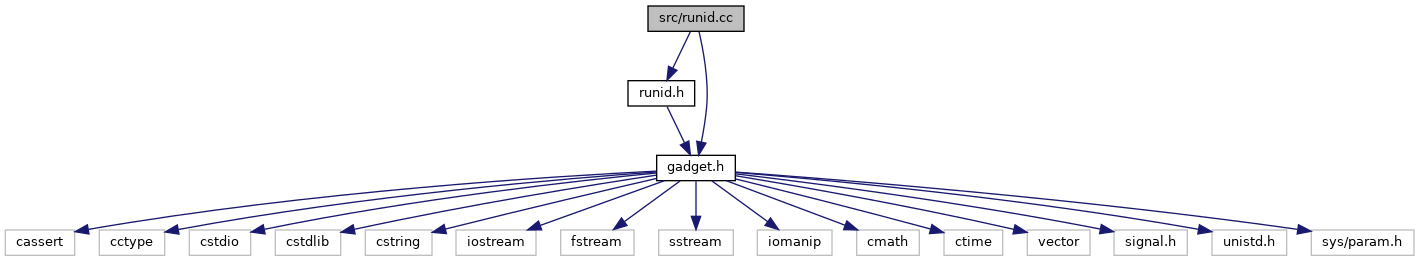 src/runid.cc
runid.h
gadget.h
cassert
cctype
cstdio
cstdlib
cstring
iostream
fstream
sstream
iomanip
cmath
ctime
vector
signal.h
unistd.h
sys/param.h